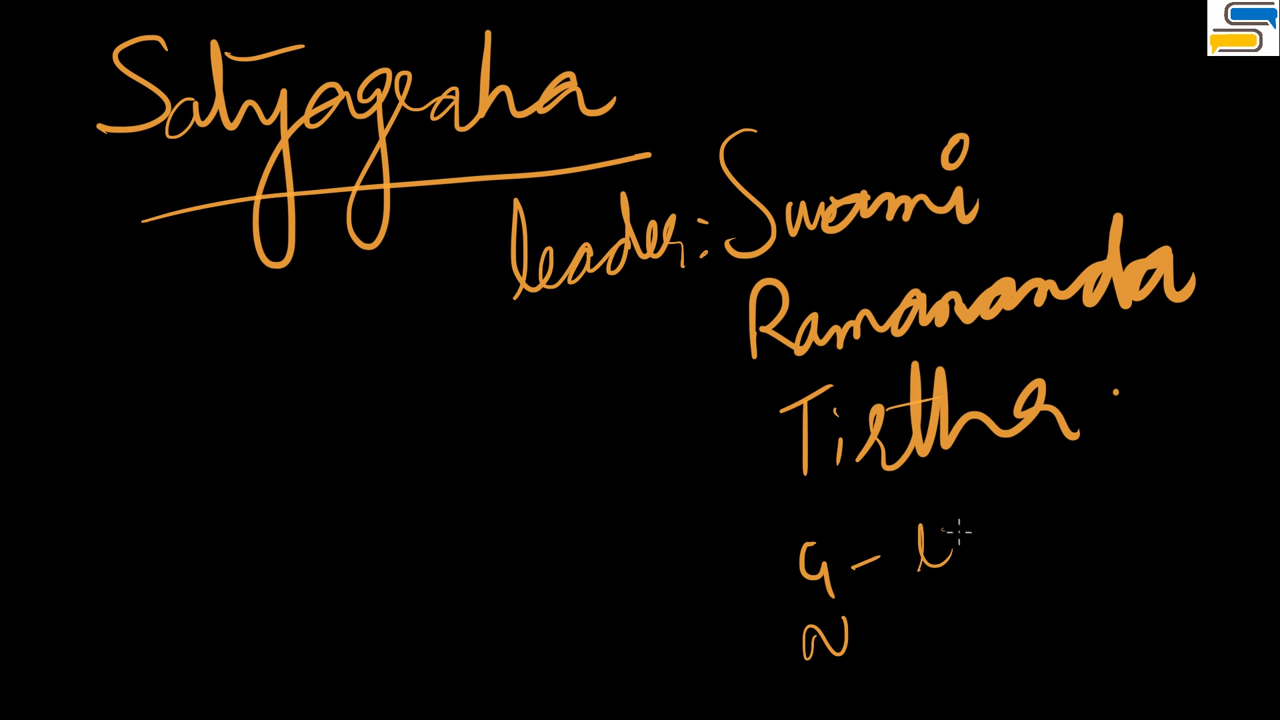 Satyagraha
leader: Swami
Ramananda
Tirtha.
G -
N